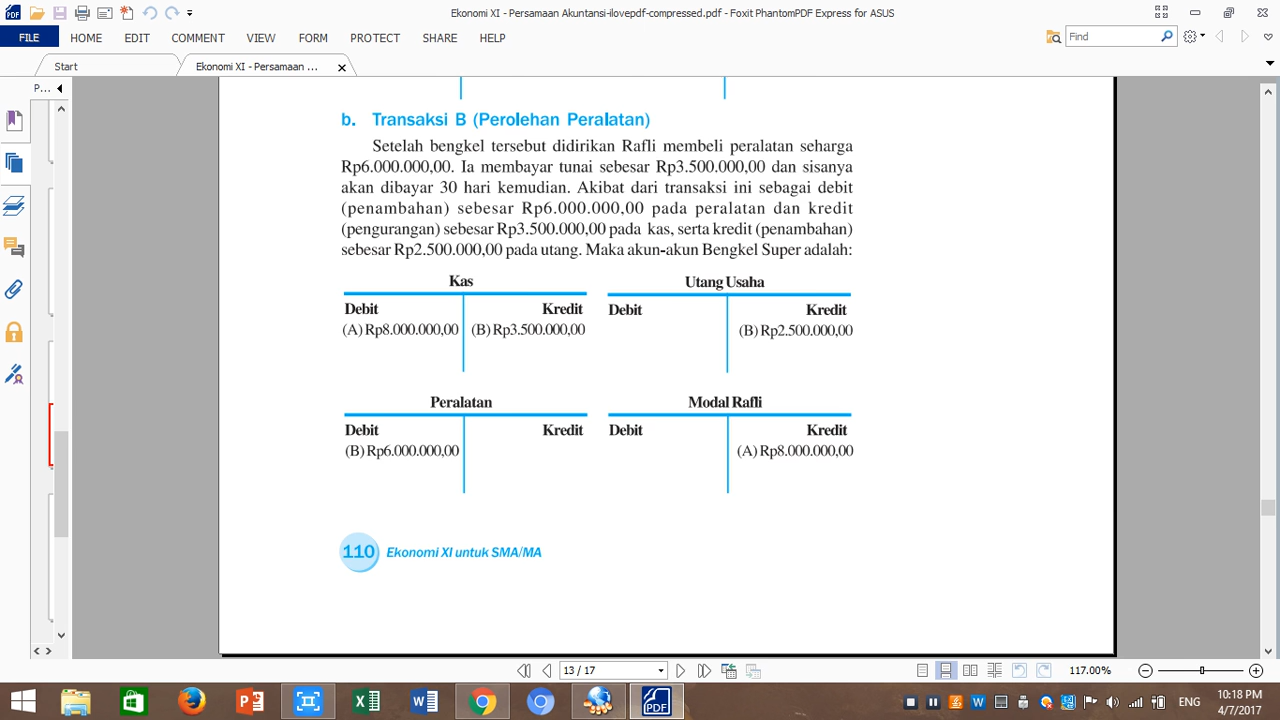 Ekonomi XI - Persamaan Akuntansi-ilovepdf-compressed.pdf - Foxit PhantomPDF Express for ASUS
FILE HOME EDIT COMMENT VIEW FORM PROTECT SHARE HELP
Find
Start
Ekonomi XI - Persamaan ...
P...
b. Transaksi B (Perolehan Peralatan)
Setelah bengkel tersebut didirikan Rafli membeli peralatan seharga
Rp6.000.000,00. Ia membayar tunai sebesar Rp3.500.000,00 dan sisanya
akan dibayar 30 hari kemudian. Akibat dari transaksi ini sebagai debit
(penambahan) sebesar Rp6.000.000,00 pada peralatan dan kredit
(pengurangan) sebesar Rp3.500.000,00 pada kas, serta kredit (penambahan)
sebesar Rp2.500.000,00 pada utang. Maka akun-akun Bengkel Super adalah:
Kas
Debit Kredit
(A) Rp8.000.000,00 (B) Rp3.500.000,00
Utang Usaha
Debit Kredit
(B) Rp2.500.000,00
Peralatan
Debit Kredit
(B) Rp6.000.000,00
Modal Rafli
Debit Kredit
(A) Rp8.000.000,00
110 Ekonomi XI untuk SMA/MA
13 / 17
117.00%
ENG
10:18 PM
4/7/2017
PDF